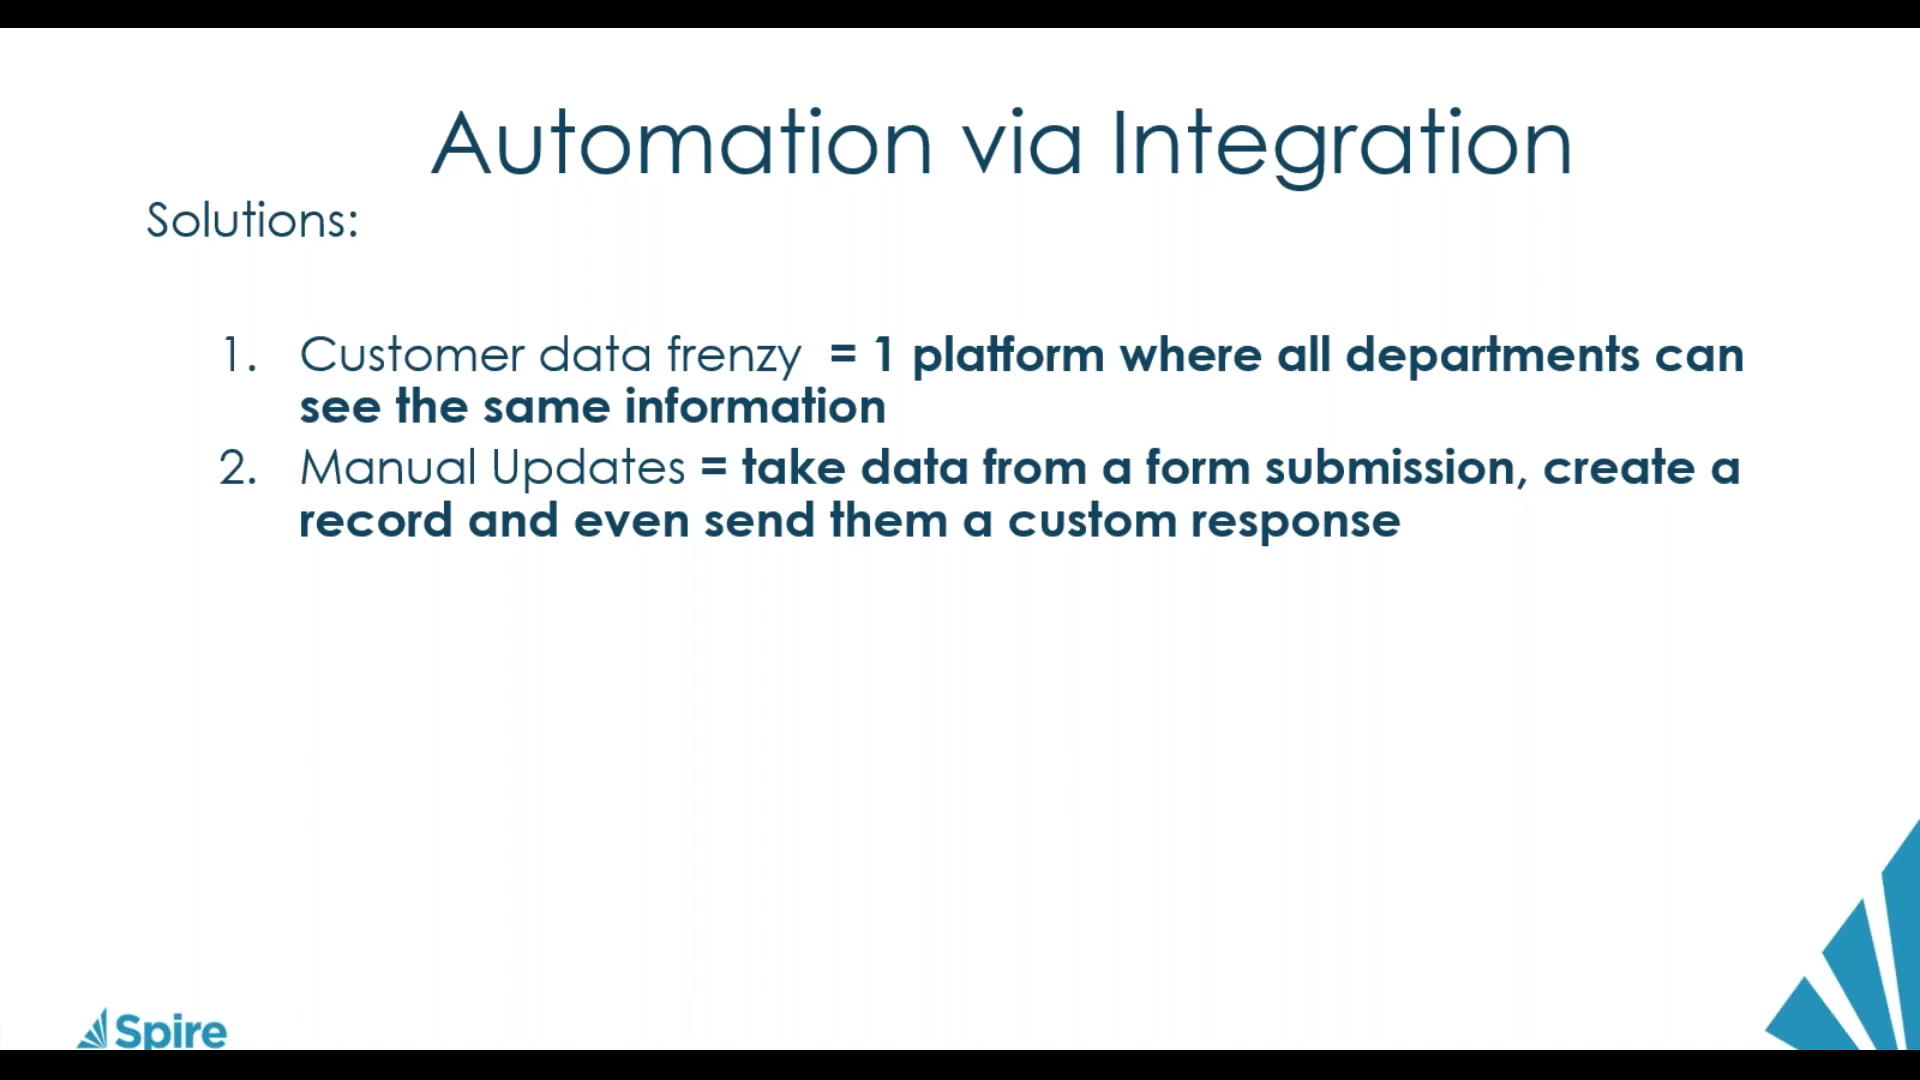 Automation via Integration
Solutions:
1. Customer data frenzy = 1 platform where all departments can
see the same information
2. Manual Updates = take data from a form submission, create a
record and even send them a custom response
Spire